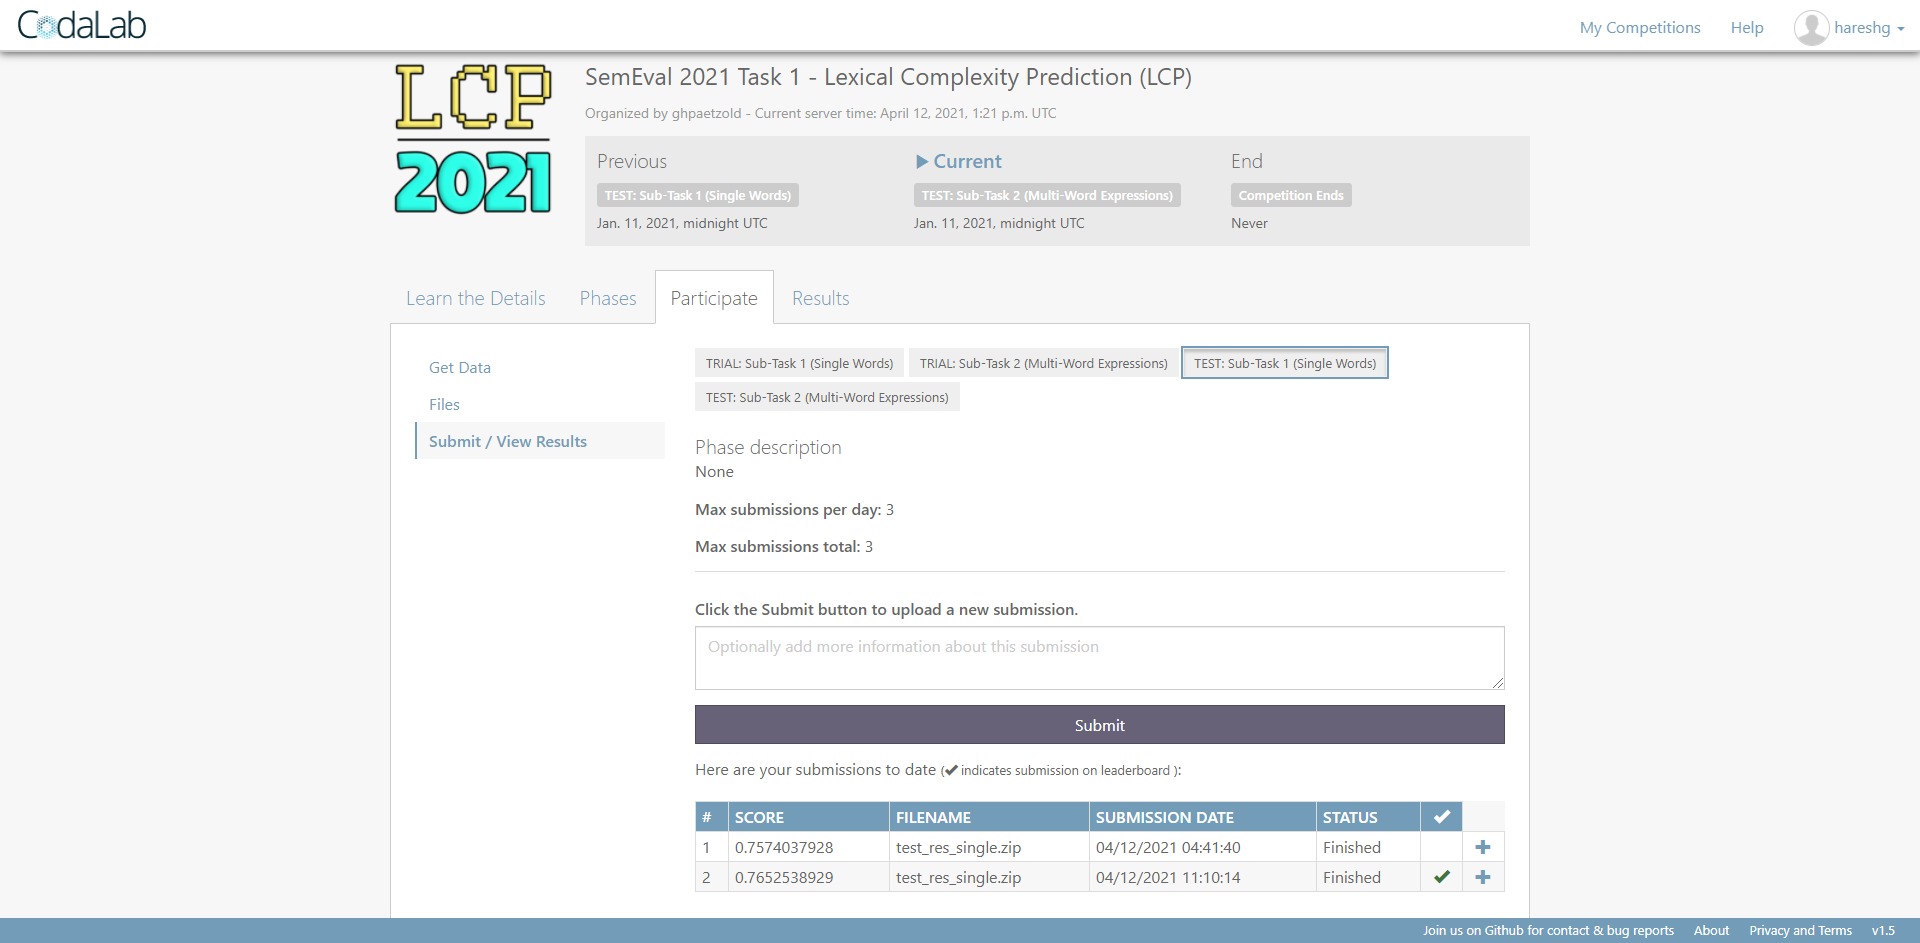 CodaLab
My Competitions Help hareshg
LCP
2021
SemEval 2021 Task 1 - Lexical Complexity Prediction (LCP)
Organized by ghpaetzold - Current server time: April 12, 2021, 1:21 p.m. UTC
Previous Current End
TEST: Sub-Task 1 (Single Words) TEST: Sub-Task 2 (Multi-Word Expressions) Competition Ends
Jan. 11, 2021, midnight UTC Jan. 11, 2021, midnight UTC Never
Learn the Details Phases Participate Results
Get Data
Files
Submit / View Results
TRIAL: Sub-Task 1 (Single Words) TRIAL: Sub-Task 2 (Multi-Word Expressions) TEST: Sub-Task 1 (Single Words)
TEST: Sub-Task 2 (Multi-Word Expressions)
Phase description
None
Max submissions per day: 3
Max submissions total: 3
Click the Submit button to upload a new submission.
Optionally add more information about this submission
Submit
Here are your submissions to date (✔ indicates submission on leaderboard ):
# SCORE FILENAME SUBMISSION DATE STATUS ✔
1 0.7574037928 test_res_single.zip 04/12/2021 04:41:40 Finished +
2 0.7652538929 test_res_single.zip 04/12/2021 11:10:14 Finished ✔ +
Join us on Github for contact & bug reports About Privacy and Terms v1.5